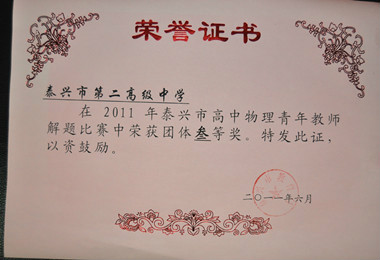 荣誉证书
泰兴市第二高级中学
在 2011 年泰兴市高中物理青年教师
解题比赛中荣获团体叁等奖。特发此证,
以资鼓励。
二〇一一年六月